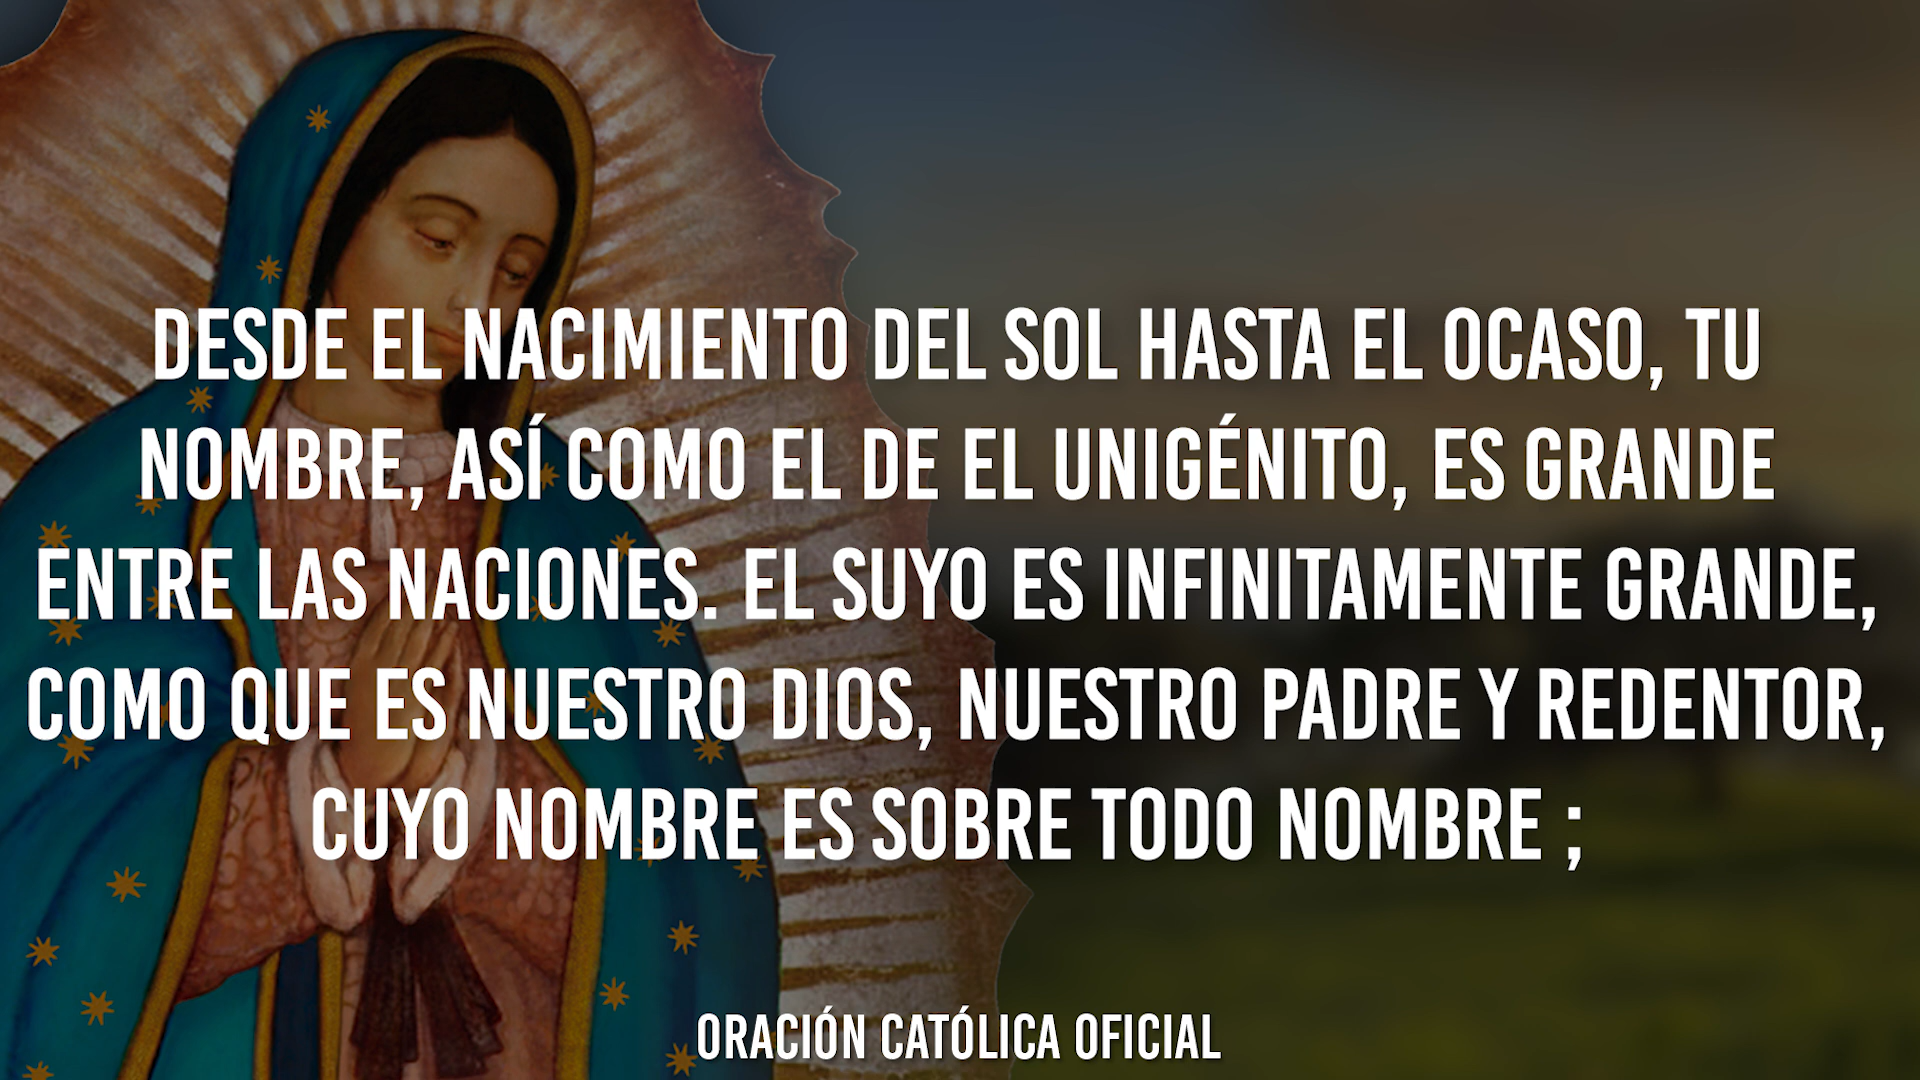 DESDE EL NACIMIENTO DEL SOL HASTA EL OCASO, TU
NOMBRE, ASÍ COMO EL DE EL UNIGÉNITO, ES GRANDE
ENTRE LAS NACIONES. EL SUYO ES INFINITAMENTE GRANDE,
COMO QUE ES NUESTRO DIOS, NUESTRO PADRE Y REDENTOR,
CUYO NOMBRE ES SOBRE TODO NOMBRE ;
ORACIÓN CATÓLICA OFICIAL